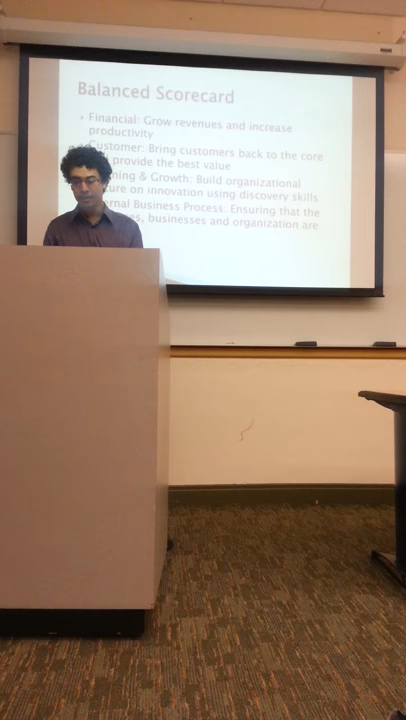 Balanced Scorecard
Financial: Grow revenues and increase
productivity
Customer: Bring customers back to the core
provide the best value
& Growth: Build organizational
on innovation using discovery skills
Business Process: Ensuring that the
businesses and organization are